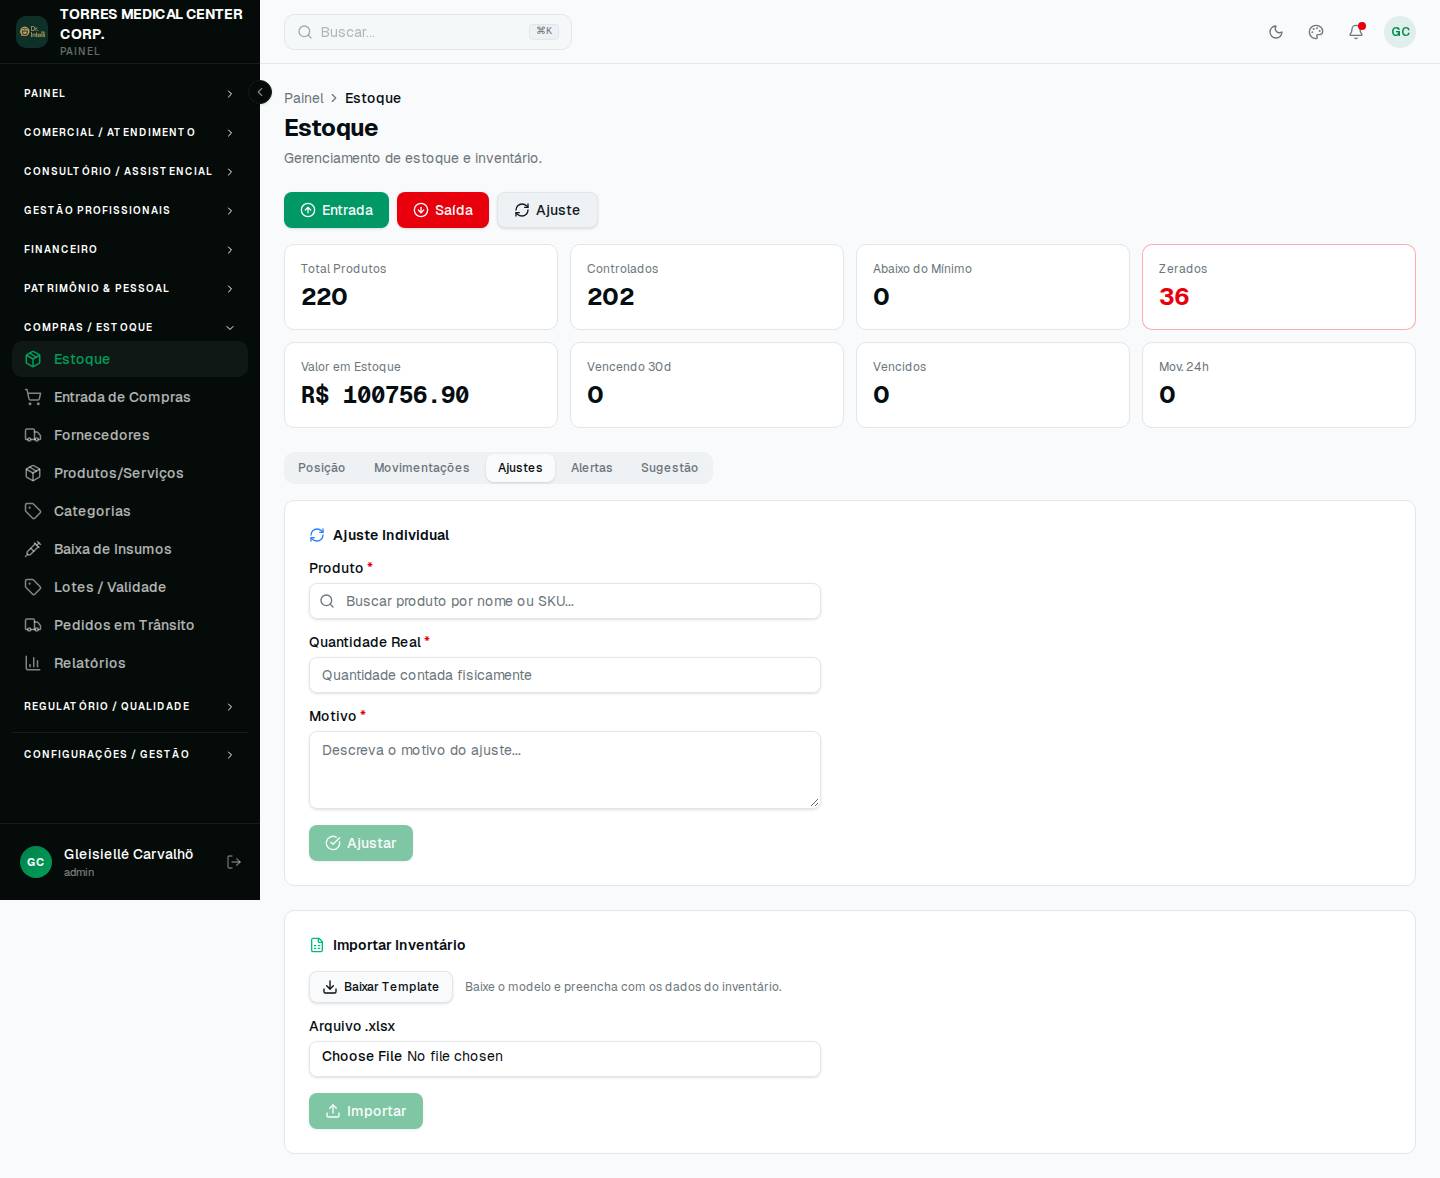 TORRES MEDICAL CENTER
CORP.
PAINEL
PAINEL
COMERCIAL / ATENDIMENTO
CONSULTÓRIO / ASSISTENCIAL
GESTÃO PROFISSIONAIS
FINANCEIRO
PATRIMÔNIO & PESSOAL
COMPRAS / ESTOQUE
Estoque
Entrada de Compras
Fornecedores
Produtos/Serviços
Categorias
Baixa de Insumos
Lotes / Validade
Pedidos em Trânsito
Relatórios
REGULATÓRIO / QUALIDADE
CONFIGURAÇÕES / GESTÃO
GC
Gleisiellé Carvalhö
admin
Buscar...
⌘K
GC
Painel
Estoque
Estoque
Gerenciamento de estoque e inventário.
Entrada
Saída
Ajuste
Total Produtos
220
Controlados
202
Abaixo do Mínimo
0
Zerados
36
Valor em Estoque
R$ 100756.90
Vencendo 30d
0
Vencidos
0
Mov. 24h
0
Posição
Movimentações
Ajustes
Alertas
Sugestão
Ajuste Individual
Produto *
Buscar produto por nome ou SKU...
Quantidade Real *
Quantidade contada fisicamente
Motivo *
Descreva o motivo do ajuste...
Ajustar
Importar Inventário
Baixar Template
Baixe o modelo e preencha com os dados do inventário.
Arquivo .xlsx
Choose File No file chosen
Importar